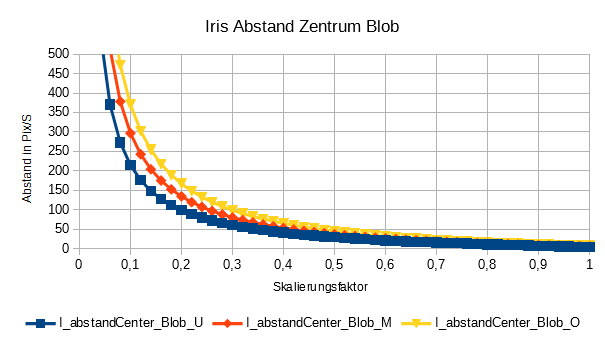 Iris Abstand Zentrum Blob
Abstand in Pix/S
500
450
400
350
300
250
200
150
100
50
0
0 0,1 0,2 0,3 0,4 0,5 0,6 0,7 0,8 0,9 1
Skalierungsfaktor
I_abstandCenter_Blob_U I_abstandCenter_Blob_M I_abstandCenter_Blob_O